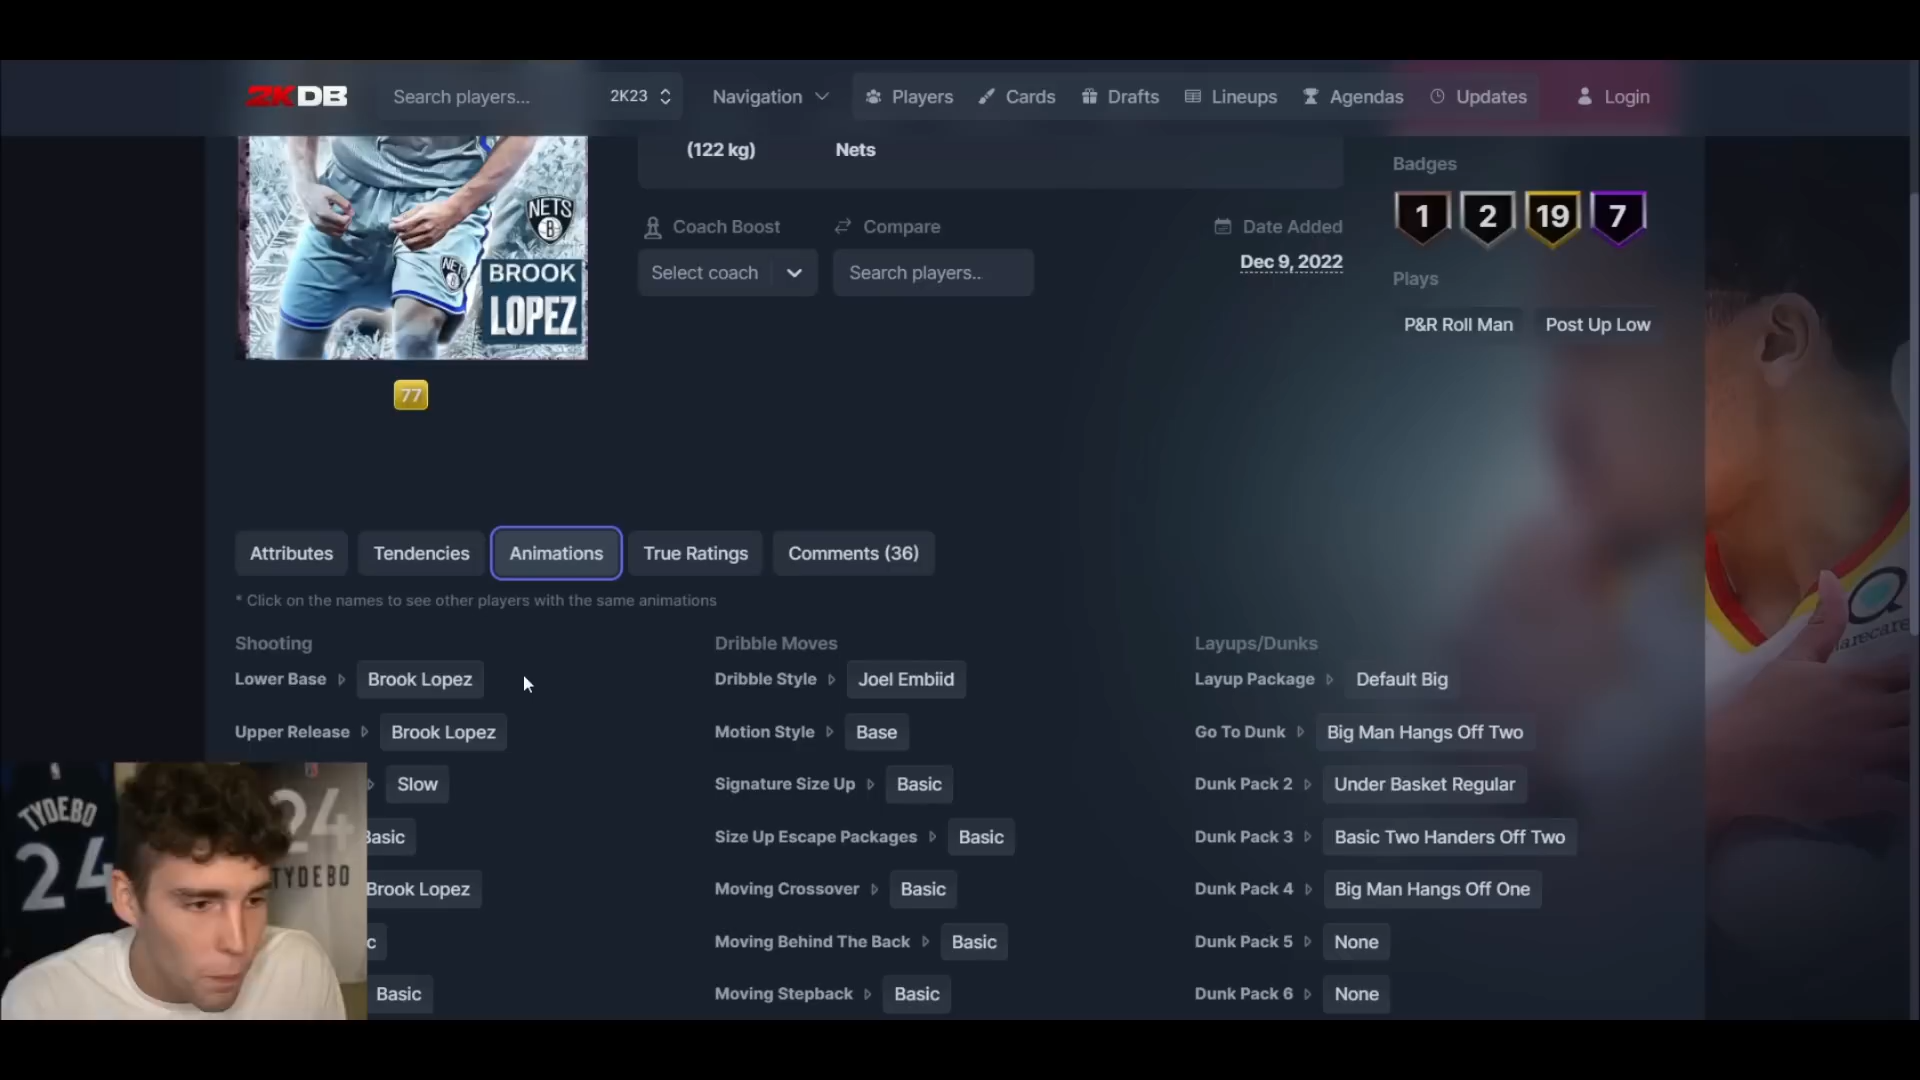 2KDB
Search players...
2K23
Navigation
Players
Cards
Drafts
Lineups
Agendas
Updates
Login
(122 kg)
Nets
Badges
1
2
19
7
NETS
B
BROOK
LOPEZ
Coach Boost
Compare
Date Added
Select coach
Search players..
Dec 9, 2022
Plays
P&R Roll Man
Post Up Low
77
Attributes
Tendencies
Animations
True Ratings
Comments (36)
* Click on the names to see other players with the same animations
Shooting
Dribble Moves
Layups/Dunks
Lower Base
Brook Lopez
Dribble Style
Joel Embiid
Layup Package
Default Big
Upper Release
Brook Lopez
Motion Style
Base
Go To Dunk
Big Man Hangs Off Two
Slow
Signature Size Up
Basic
Dunk Pack 2
Under Basket Regular
Basic
Size Up Escape Packages
Basic
Dunk Pack 3
Basic Two Handers Off Two
Brook Lopez
Moving Crossover
Basic
Dunk Pack 4
Big Man Hangs Off One
c
Moving Behind The Back
Basic
Dunk Pack 5
None
Basic
Moving Stepback
Basic
Dunk Pack 6
None
TYDEBO
24
24
TYDEBO